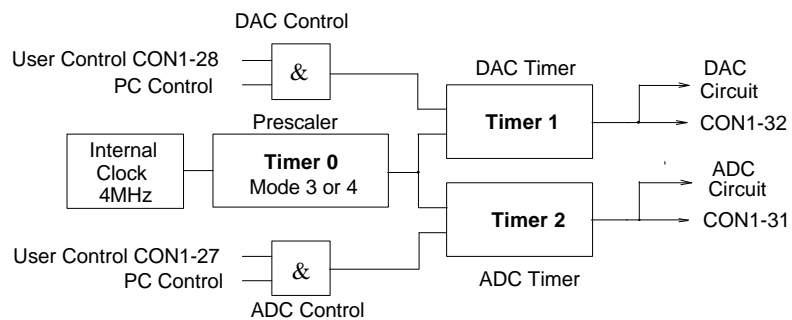 DAC Control
User Control CON1-28
PC Control
&
DAC Timer
DAC
Circuit
Timer 1
CON1-32
Prescaler
Internal
Clock
4MHz
Timer 0
Mode 3 or 4
ADC
Circuit
Timer 2
CON1-31
User Control CON1-27
PC Control
&
ADC Timer
ADC Control